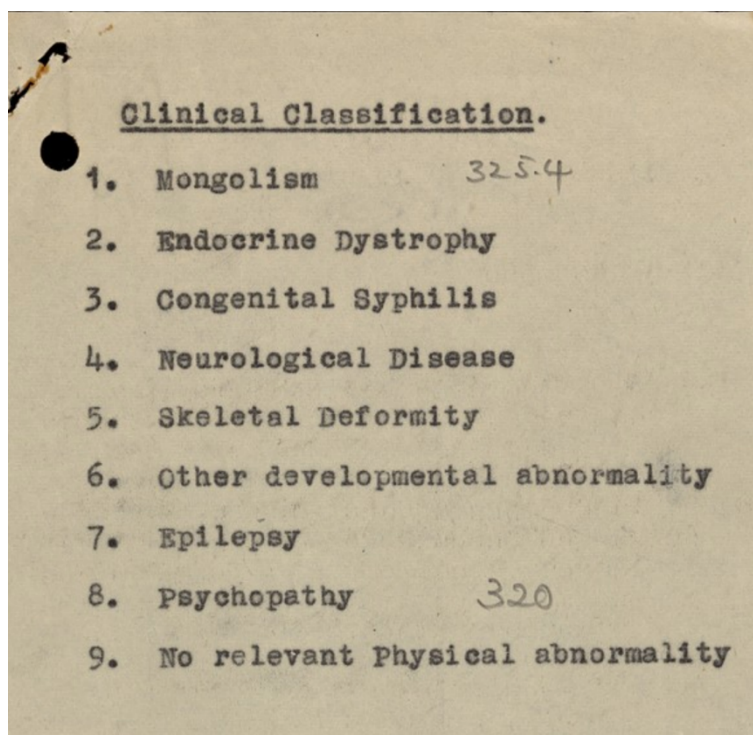 Clinical Classification.
1. Mongolism 325.4
2. Endocrine Dystrophy
3. Congenital Syphilis
4. Neurological Disease
5. Skeletal Deformity
6. Other developmental abnormality
7. Epilepsy
8. Psychopathy 320
9. No relevant Physical abnormality